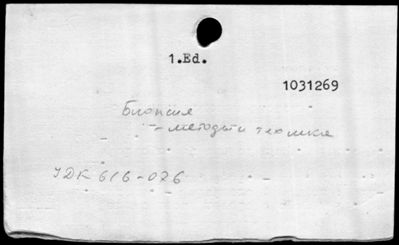 1.Ed.
1031269
Биопсия
- методы и техника
УДК 616-076